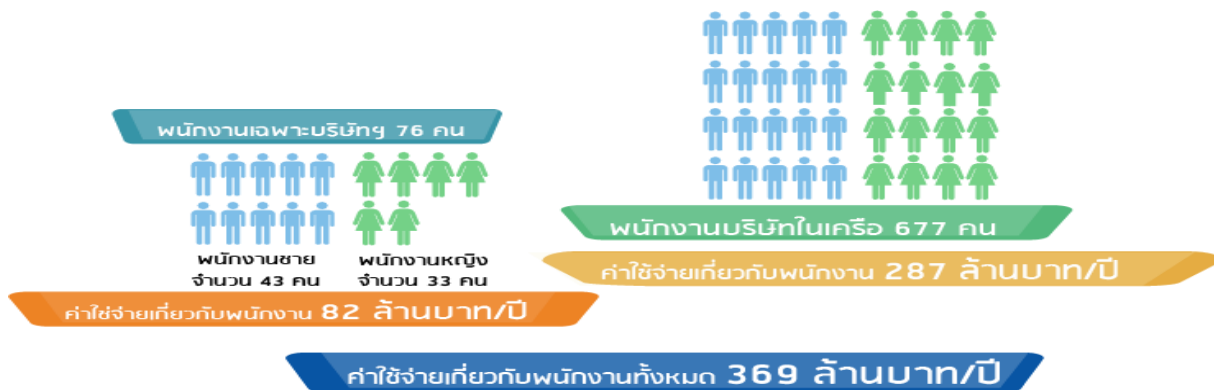 พนักงานเฉพาะบริษัทฯ 76 คน
พนักงานชาย
จำนวน 43 คน
พนักงานหญิง
จำนวน 33 คน
ค่าใช่จ่ายเกี่ยวกับพนักงาน 82 ล้านบาท/ปี
พนักงานบริษัทในเครือ 677 คน
ค่าใช้จ่ายเกี่ยวกับพนักงาน 287 ล้านบาท/ปี
ค่าใช้จ่ายเกี่ยวกับพนักงานทั้งหมด 369 ล้านบาท/ปี